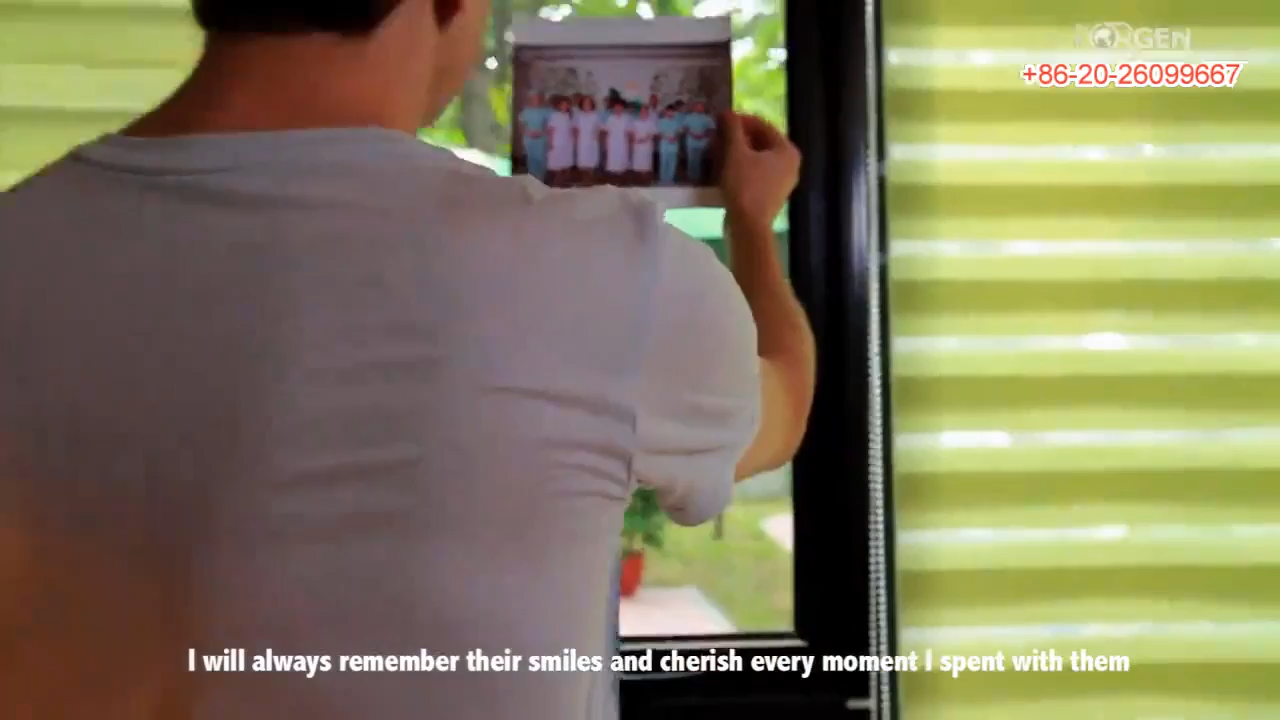 +86-20-26099667
I will always remember their smiles and cherish every moment I spent with them